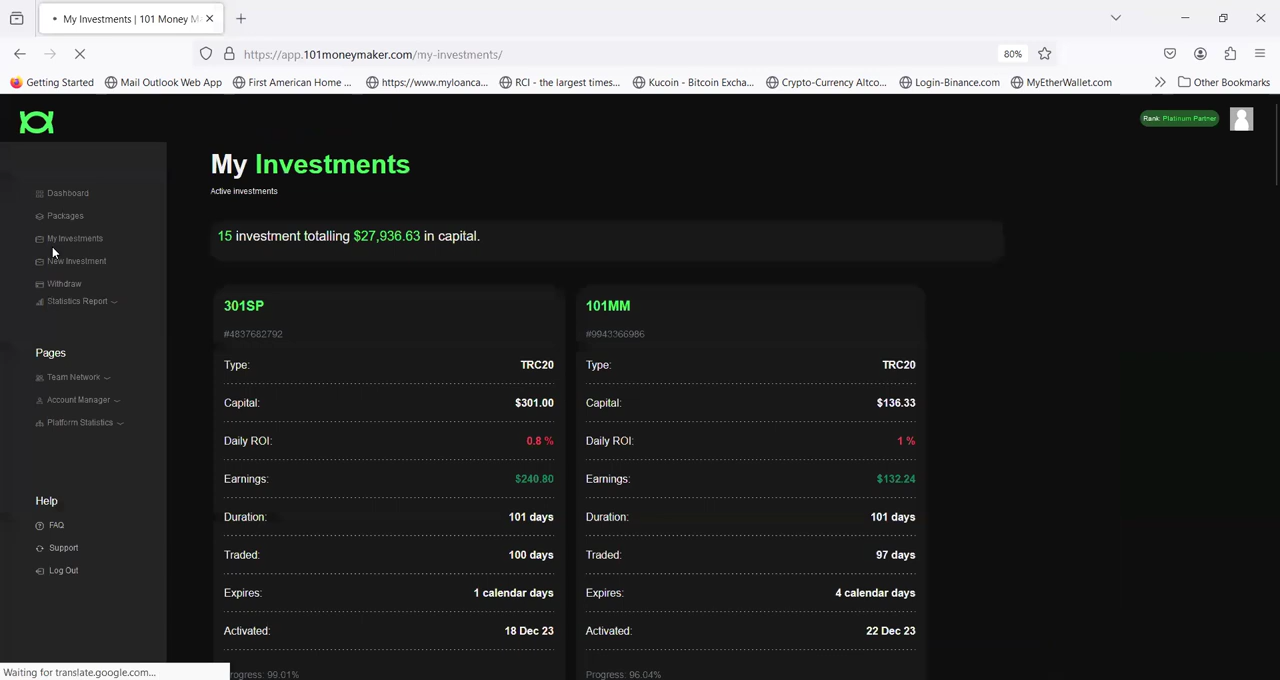 My Investments | 101 Money M
https://app.101moneymaker.com/my-investments/
80%
Getting Started
Mail Outlook Web App
First American Home ...
https://www.myloanca...
RCI - the largest times...
Kucoin - Bitcoin Excha...
Crypto-Currency Altco...
Login-Binance.com
MyEtherWallet.com
Other Bookmarks
Rank: Platinum Partner
My Investments
Active investments
15 investment totalling $27,936.63 in capital.
Dashboard
Packages
My Investments
New Investment
Withdraw
Statistics Report
Pages
Team Network
Account Manager
Platform Statistics
Help
FAQ
Support
Log Out
301SP
#4837682792
Type: TRC20
Capital: $301.00
Daily ROI: 0.8 %
Earnings: $240.80
Duration: 101 days
Traded: 100 days
Expires: 1 calendar days
Activated: 18 Dec 23
Progress: 99.01%
101MM
#9943366986
Type: TRC20
Capital: $136.33
Daily ROI: 1 %
Earnings: $132.24
Duration: 101 days
Traded: 97 days
Expires: 4 calendar days
Activated: 22 Dec 23
Progress: 96.04%
Waiting for translate.google.com...